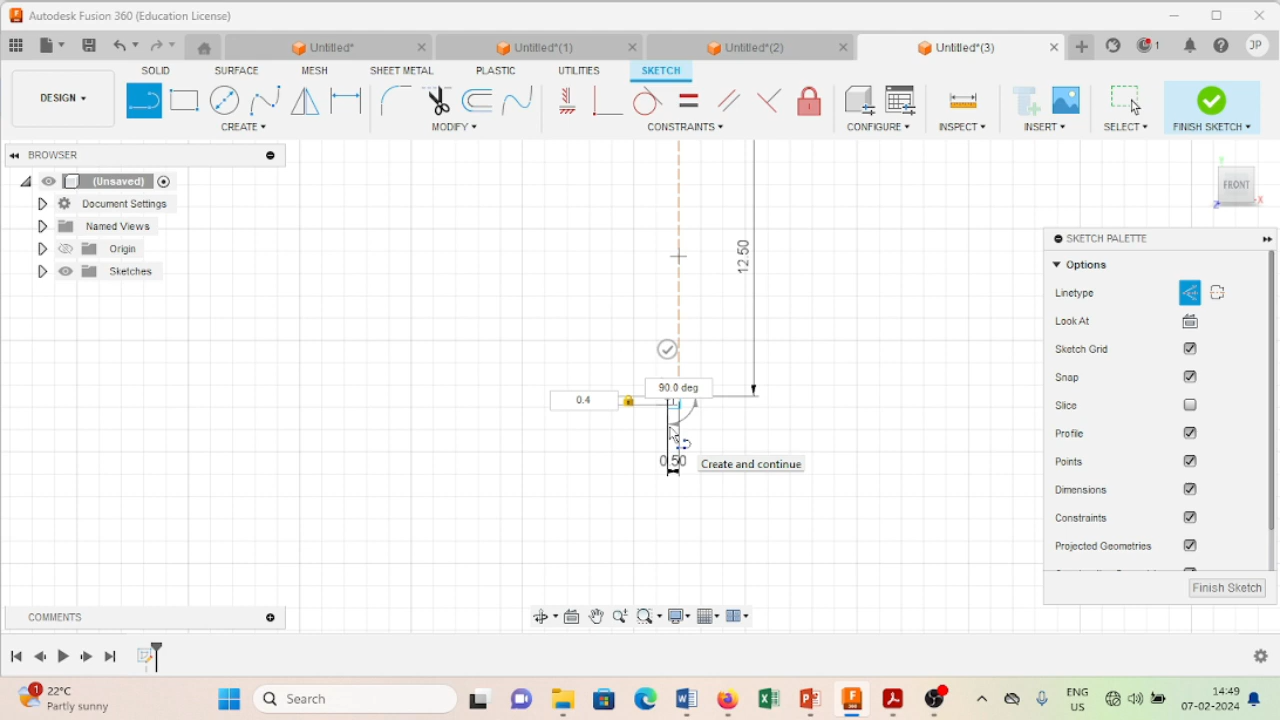 Autodesk Fusion 360 (Education License)
Untitled*
Untitled*(1)
Untitled*(2)
Untitled*(3)
1
JP
DESIGN
SOLID
SURFACE
MESH
SHEET METAL
PLASTIC
UTILITIES
SKETCH
CREATE
MODIFY
CONSTRAINTS
CONFIGURE
INSPECT
INSERT
SELECT
FINISH SKETCH
BROWSER
(Unsaved)
Document Settings
Named Views
Origin
Sketches
FRONT
Y
X
Z
12.50
90.0 deg
0.4
0.50
Create and continue
SKETCH PALETTE
Options
Linetype
Look At
Sketch Grid
Snap
Slice
Profile
Points
Dimensions
Constraints
Projected Geometries
Finish Sketch
COMMENTS
1
22°C
Partly sunny
Search
ENG
US
14:49
07-02-2024